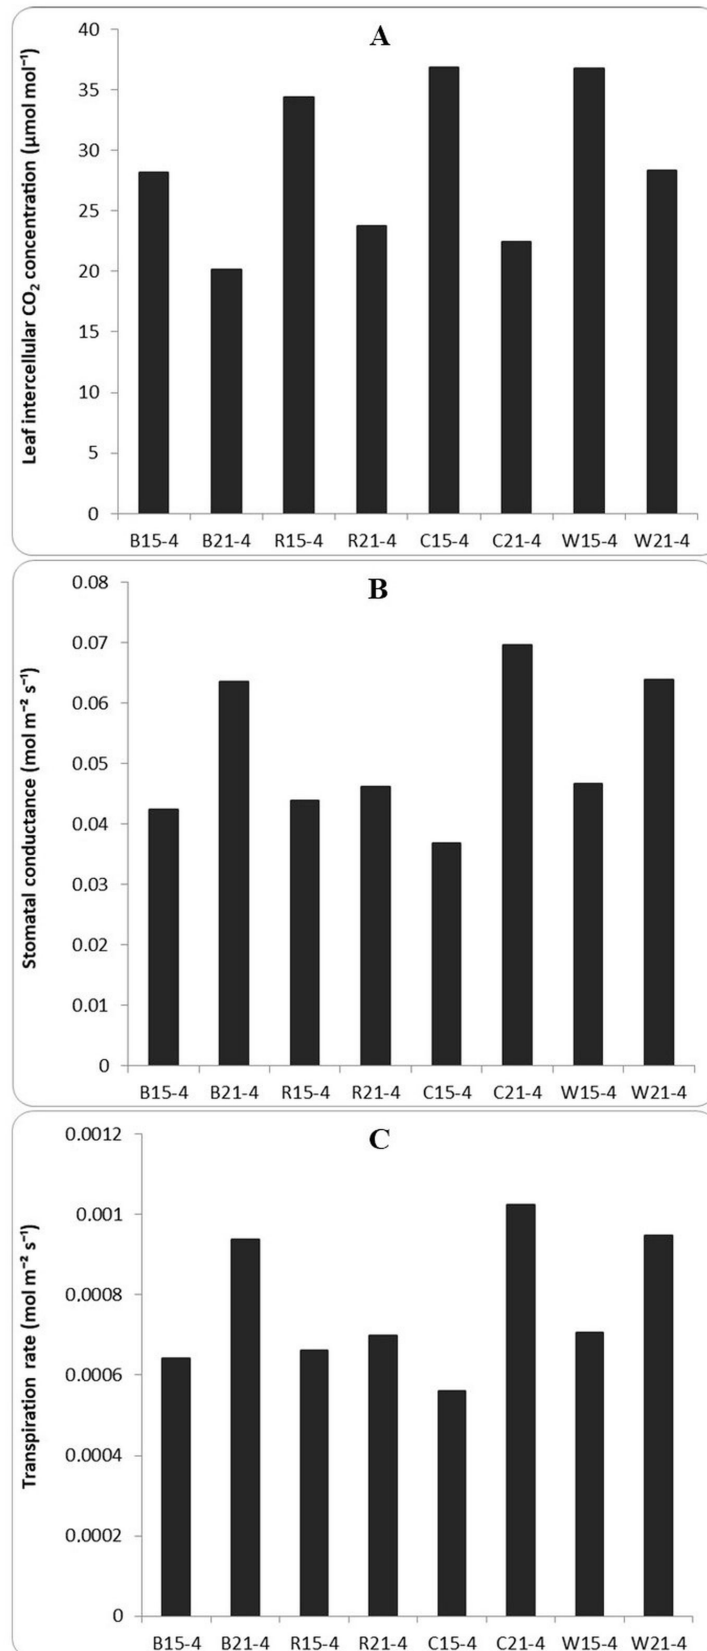 A
Leaf intercellular CO₂ concentration (µmol mol⁻¹)
40
35
30
25
20
15
10
5
0
B15-4 B21-4 R15-4 R21-4 C15-4 C21-4 W15-4 W21-4
B
Stomatal conductance (mol m⁻² s⁻¹)
0.08
0.07
0.06
0.05
0.04
0.03
0.02
0.01
0
B15-4 B21-4 R15-4 R21-4 C15-4 C21-4 W15-4 W21-4
C
Transpiration rate (mol m⁻² s⁻¹)
0.0012
0.001
0.0008
0.0006
0.0004
0.0002
0
B15-4 B21-4 R15-4 R21-4 C15-4 C21-4 W15-4 W21-4